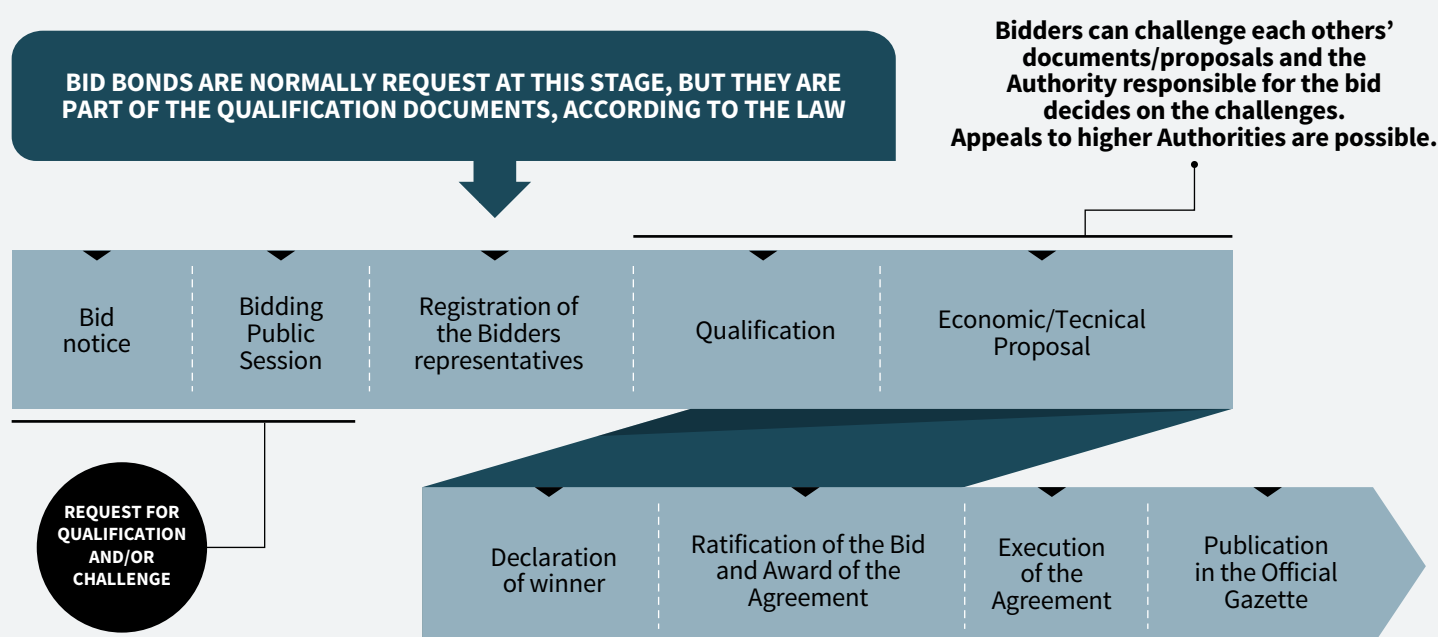 BID BONDS ARE NORMALLY REQUEST AT THIS STAGE, BUT THEY ARE
PART OF THE QUALIFICATION DOCUMENTS, ACCORDING TO THE LAW
Bidders can challenge each others’
documents/proposals and the
Authority responsible for the bid
decides on the challenges.
Appeals to higher Authorities are possible.
Bid
notice
Bidding
Public
Session
Registration of
the Bidders
representatives
Qualification
Economic/Tecnical
Proposal
REQUEST FOR
QUALIFICATION
AND/OR
CHALLENGE
Declaration
of winner
Ratification of the Bid
and Award of the
Agreement
Execution
of the
Agreement
Publication
in the Official
Gazette